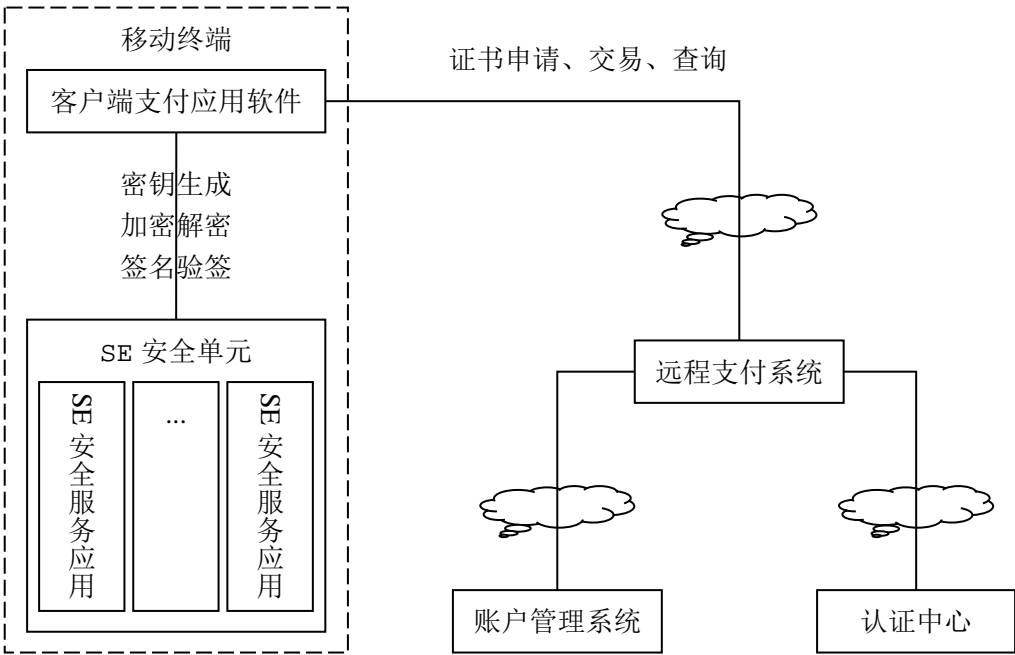 移动终端
证书申请、交易、查询
客户端支付应用软件
密钥生成
加密解密
签名验签
SE 安全单元
远程支付系统
SE 安全服务应用
...
SE 安全服务应用
账户管理系统
认证中心